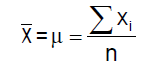 X̅ = μ = ∑ xᵢ / n